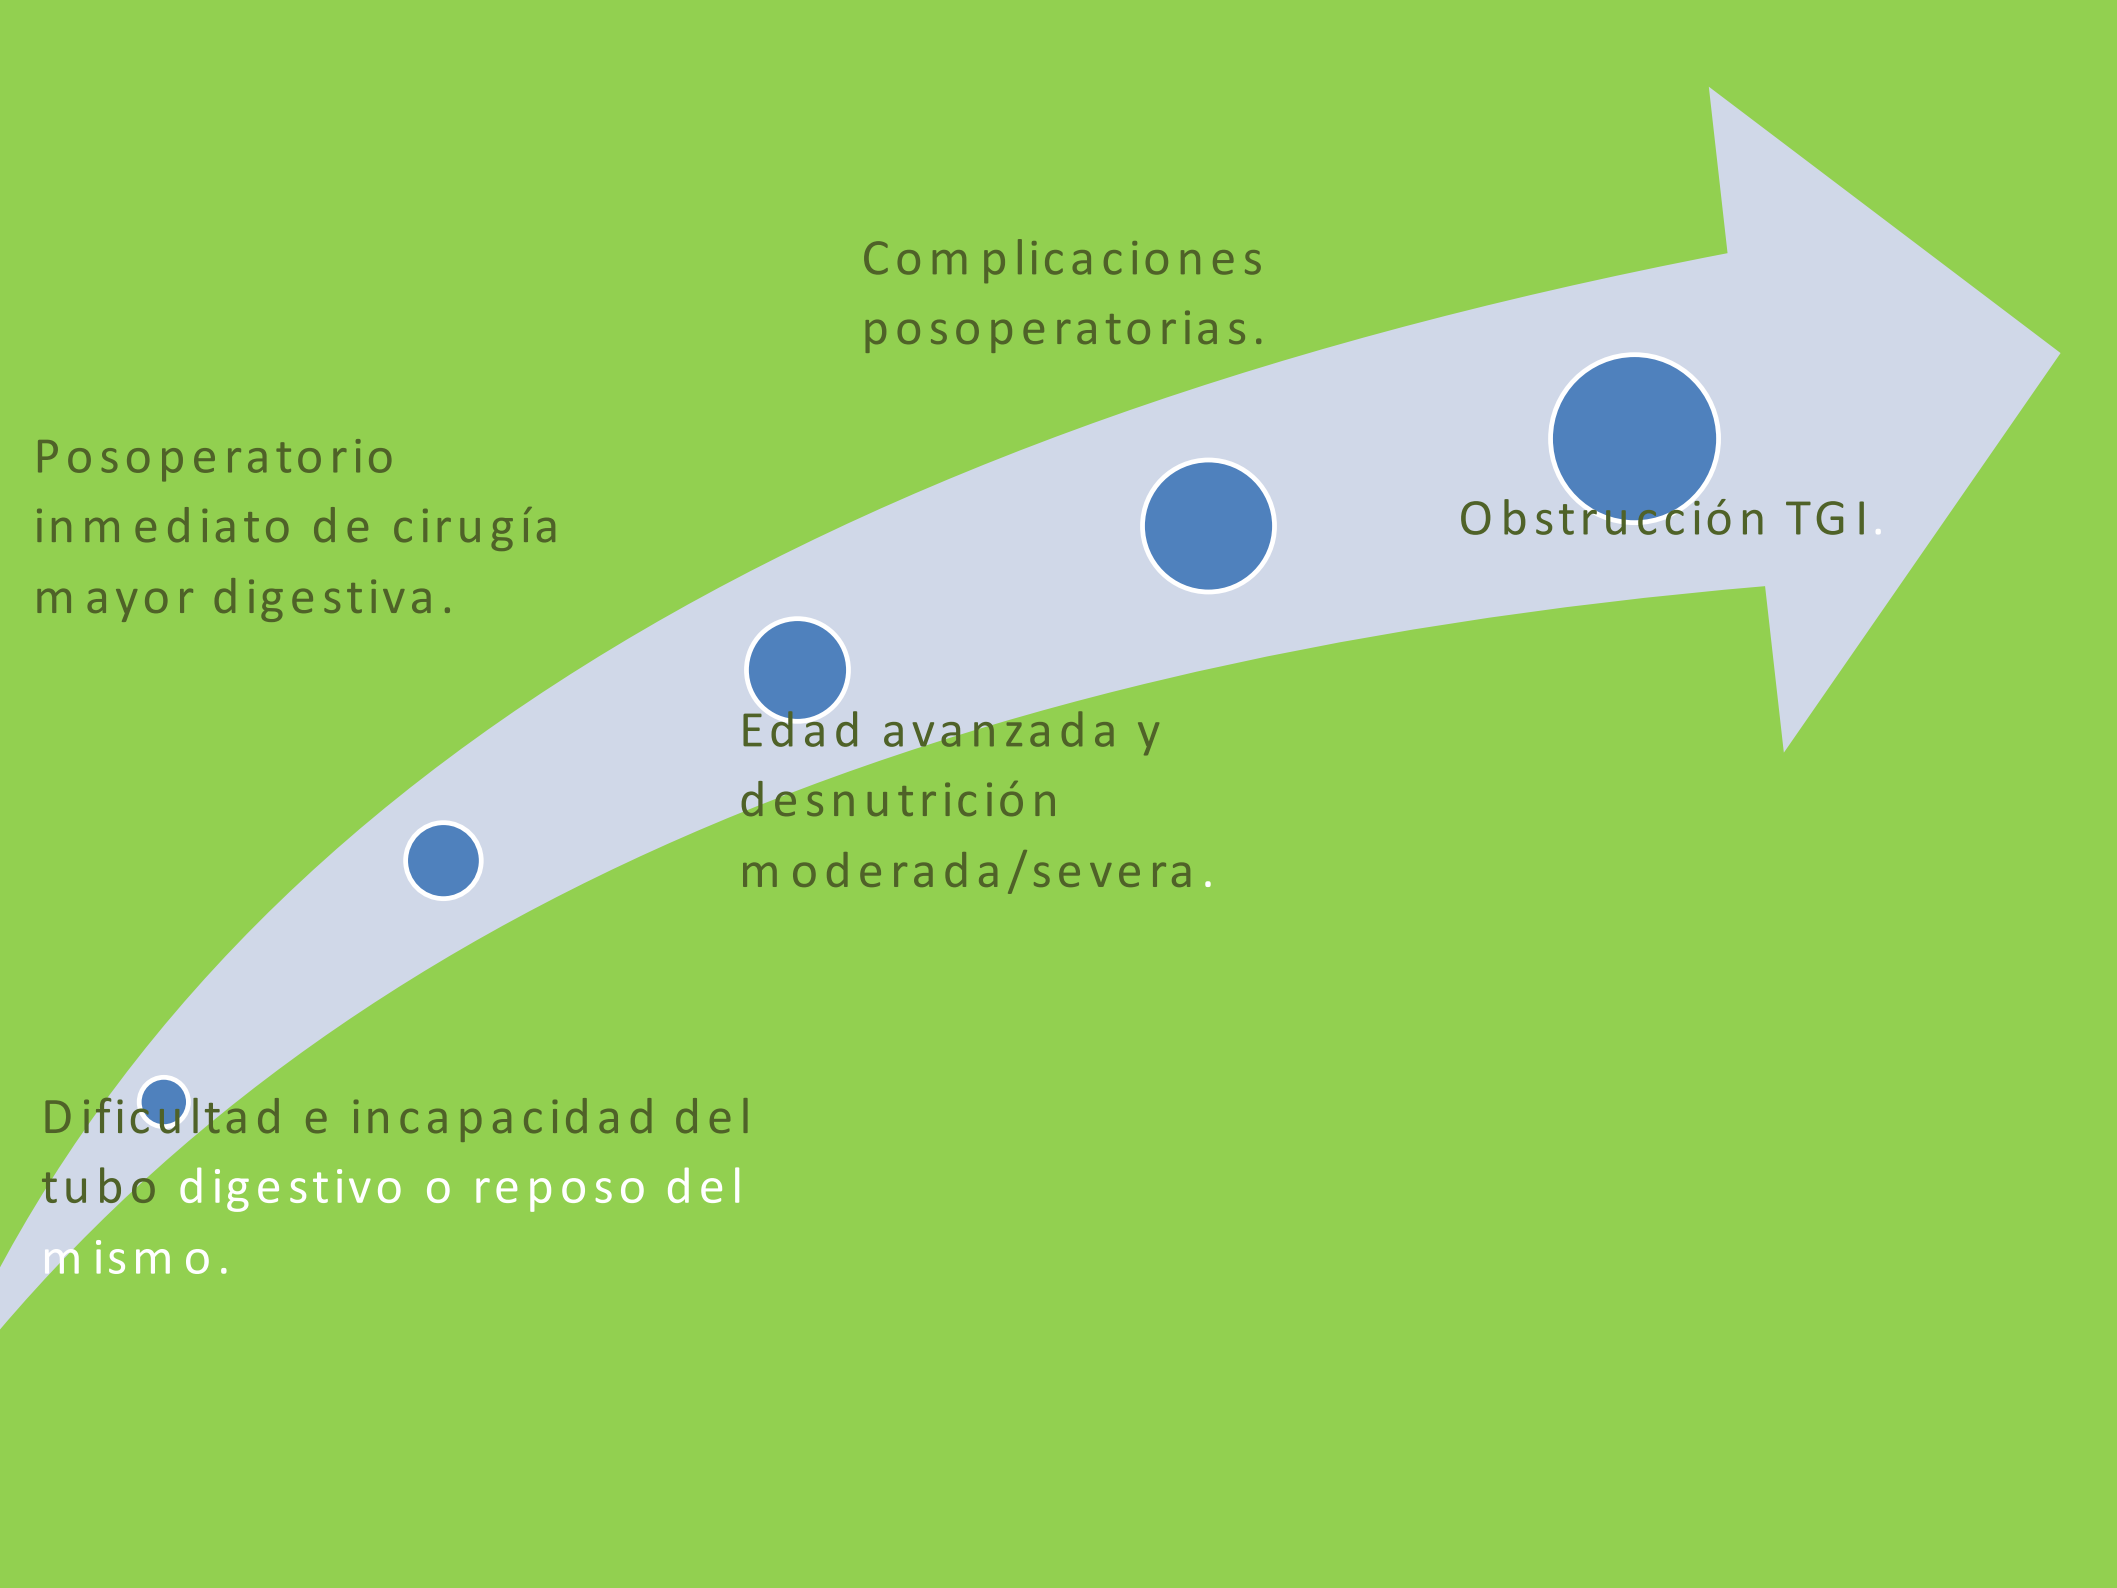 Complicaciones
posoperatorias.
Posoperatorio
inmediato de cirugía
mayor digestiva.
Obstrucción TGI.
Edad avanzada y
desnutrición
moderada/severa.
Dificultad e incapacidad del
tubo digestivo o reposo del
mismo.